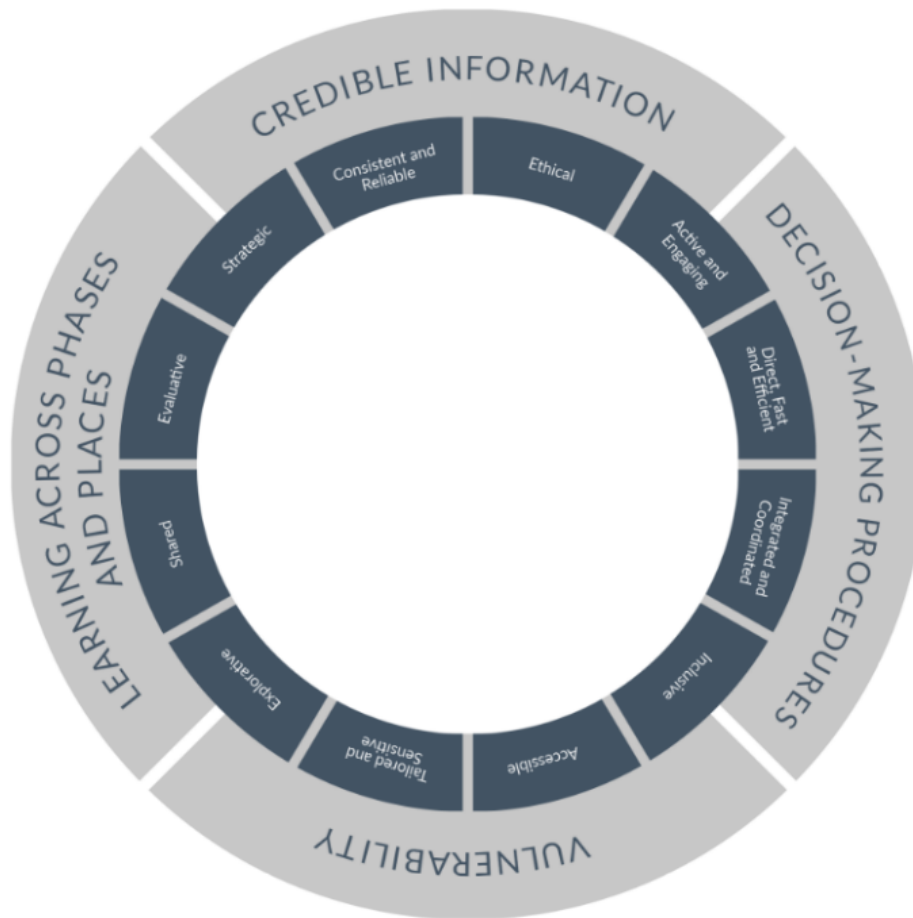 CREDIBLE INFORMATION
DECISION-MAKING PROCEDURES
VULNERABILITY
LEARNING ACROSS PHASES
AND PLACES
Ethical
Active and
Engaging
Direct, Fast
and Efficient
Integrated and
Coordinated
Inclusive
Accessible
Tailored and
Sensitive
Explorative
Shared
Evaluative
Strategic
Consistent and
Reliable